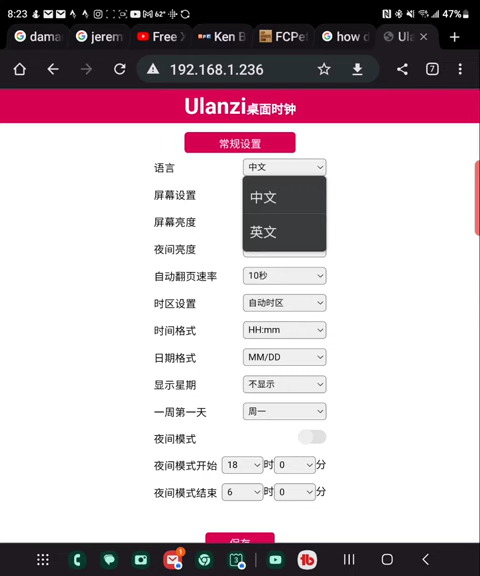 8:23 62° 47%
dama jerem Free Ken B FCPe how d Ula
192.168.1.236 7
Ulanzi桌面时钟
常规设置
语言 中文
中文
英文
屏幕设置
屏幕亮度
夜间亮度
自动翻页速率 10秒
时区设置 自动时区
时间格式 HH:mm
日期格式 MM/DD
显示星期 不显示
一周第一天 周一
夜间模式
夜间模式开始 18 时 0 分
夜间模式结束 6 时 0 分
保存
1 3